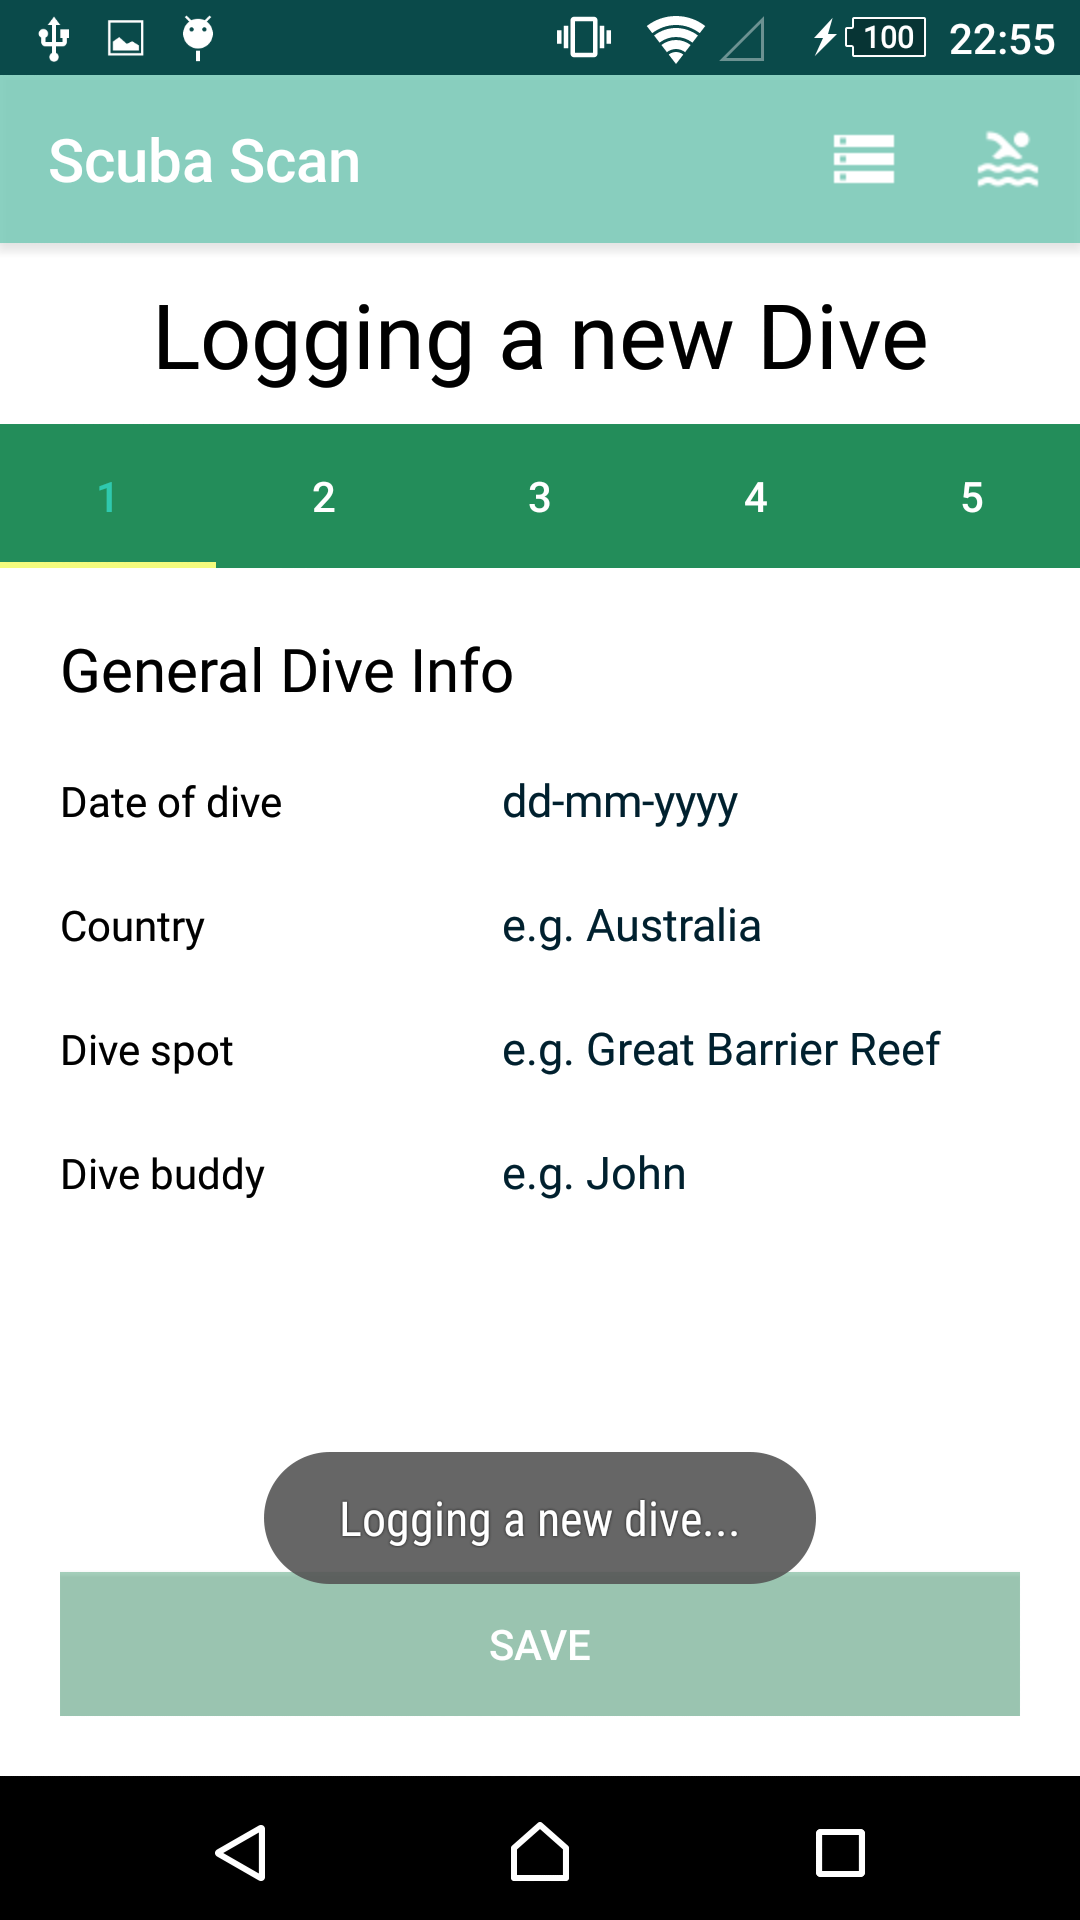 100 22:55
Scuba Scan
Logging a new Dive
1 2 3 4 5
General Dive Info
Date of dive dd-mm-yyyy
Country e.g. Australia
Dive spot e.g. Great Barrier Reef
Dive buddy e.g. John
Logging a new dive...
SAVE